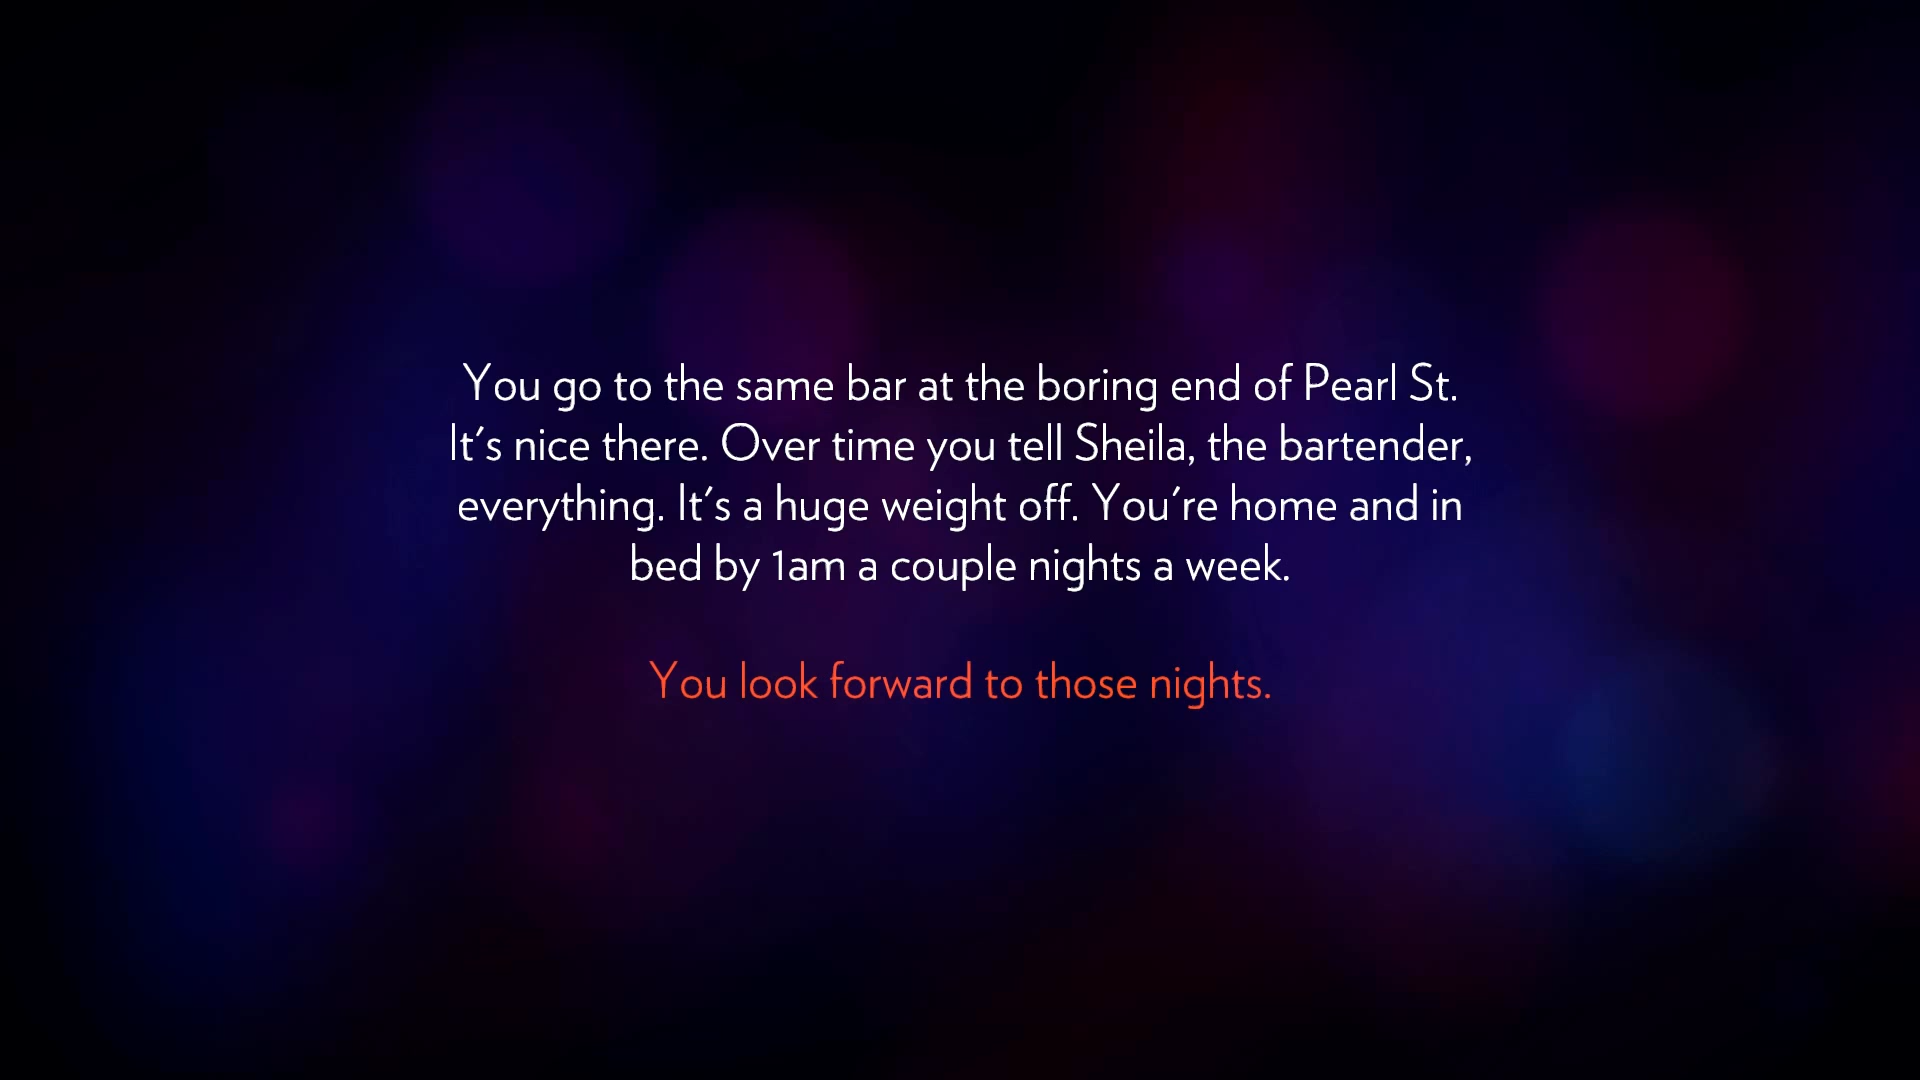 You go to the same bar at the boring end of Pearl St.
It's nice there. Over time you tell Sheila, the bartender,
everything. It's a huge weight off. You're home and in
bed by 1am a couple nights a week.
You look forward to those nights.